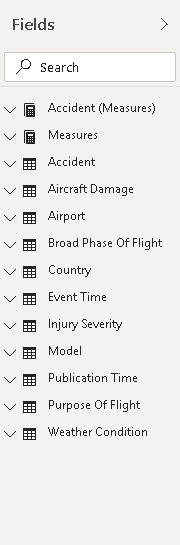 Fields
Search
Accident (Measures)
Measures
Accident
Aircraft Damage
Airport
Broad Phase Of Flight
Country
Event Time
Injury Severity
Model
Publication Time
Purpose Of Flight
Weather Condition